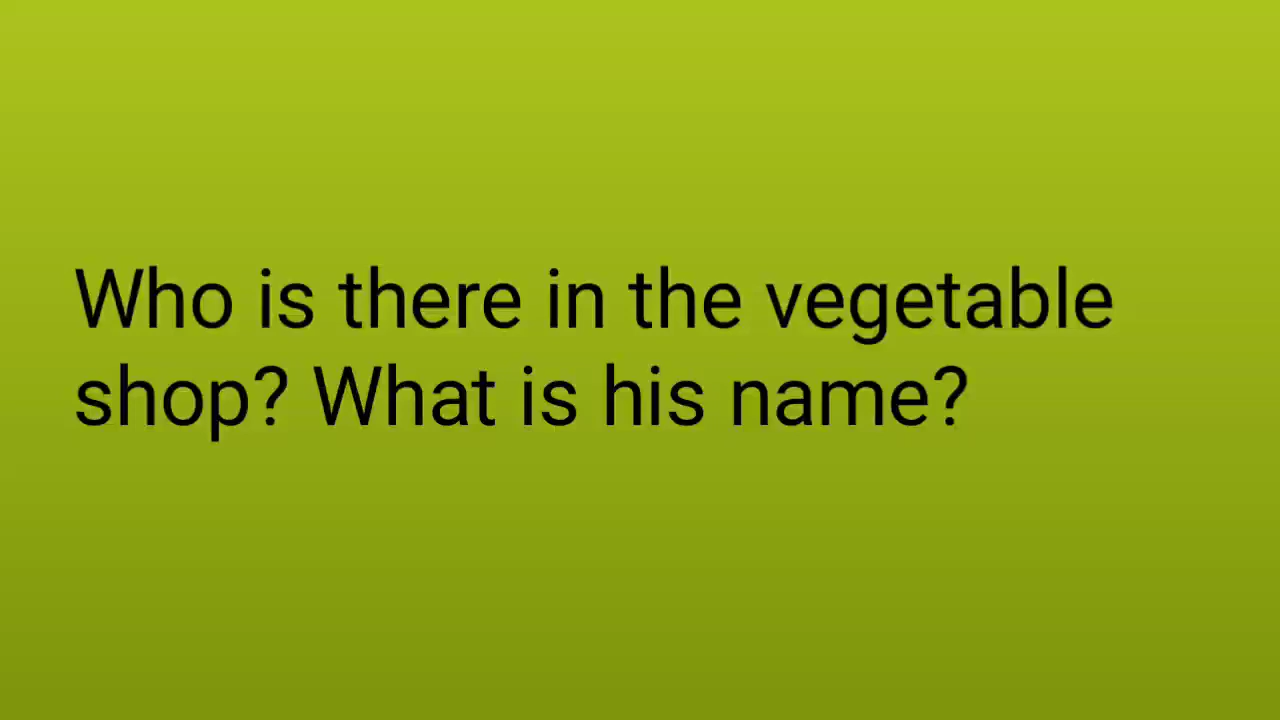 Who is there in the vegetable
shop? What is his name?